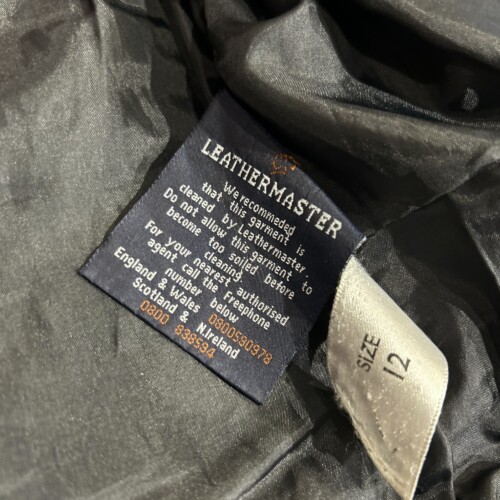 LEATHERMASTER
We recommeded
that this garment is
cleaned by Leathermaster.
Do not allow this garment to
become too soiled before
cleaning
For your nearest authorised
agent call the Freephone
number below
England & Wales 0800590978
Scotland & N.Ireland
0800 838594
SIZE
12